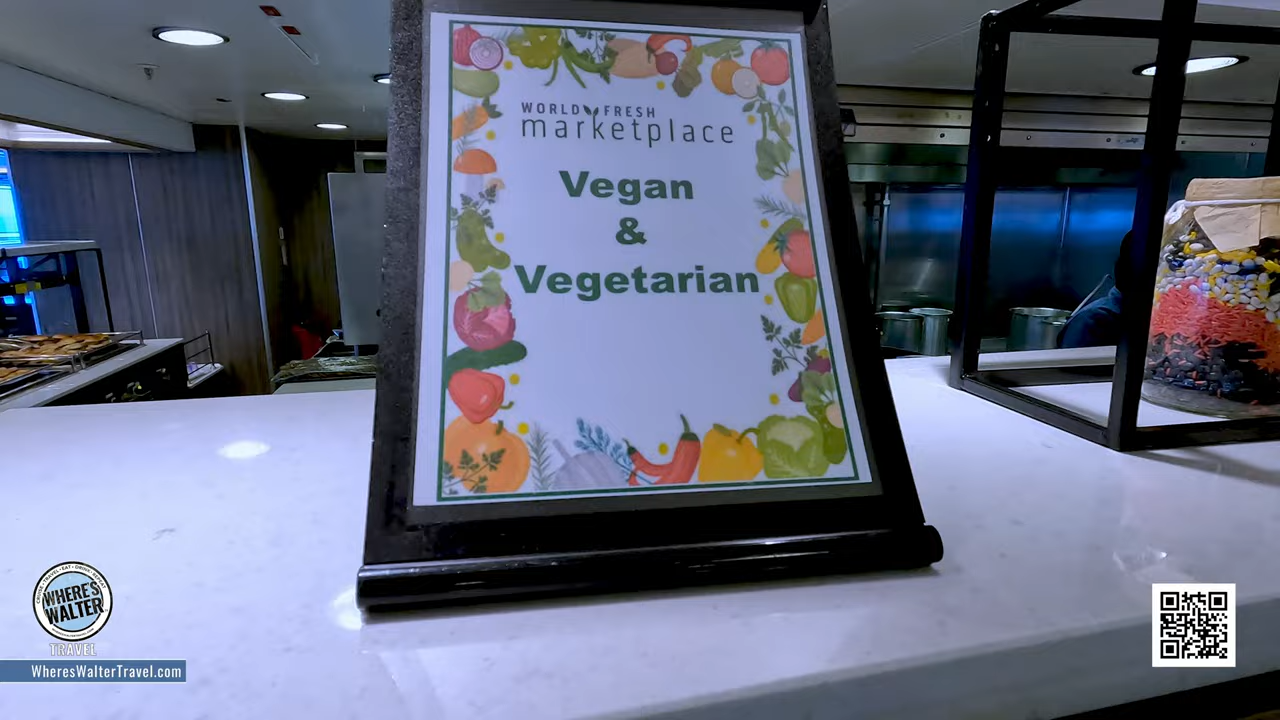 WORLD FRESH
marketplace
Vegan
&
Vegetarian
WHERE'S
WALTER
TRAVEL
WheresWalterTravel.com